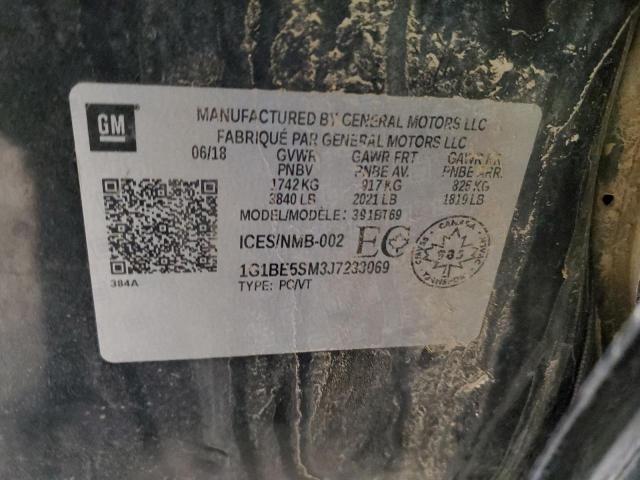 GM
MANUFACTURED BY GENERAL MOTORS LLC
FABRIQUÉ PAR GENERAL MOTORS LLC
06/18 GVWR GAWR FRT GAWR RR
PNBV PNBE AV. PNBE ARR.
1742 KG 917 KG 825 KG
3840 LB 2021 LB 1819 LB
MODEL/MODÈLE: 391BT69
ICES/NMB-002 EC CANADA
1G1BE5SM3J7233069
TYPE: PC/VT
384A